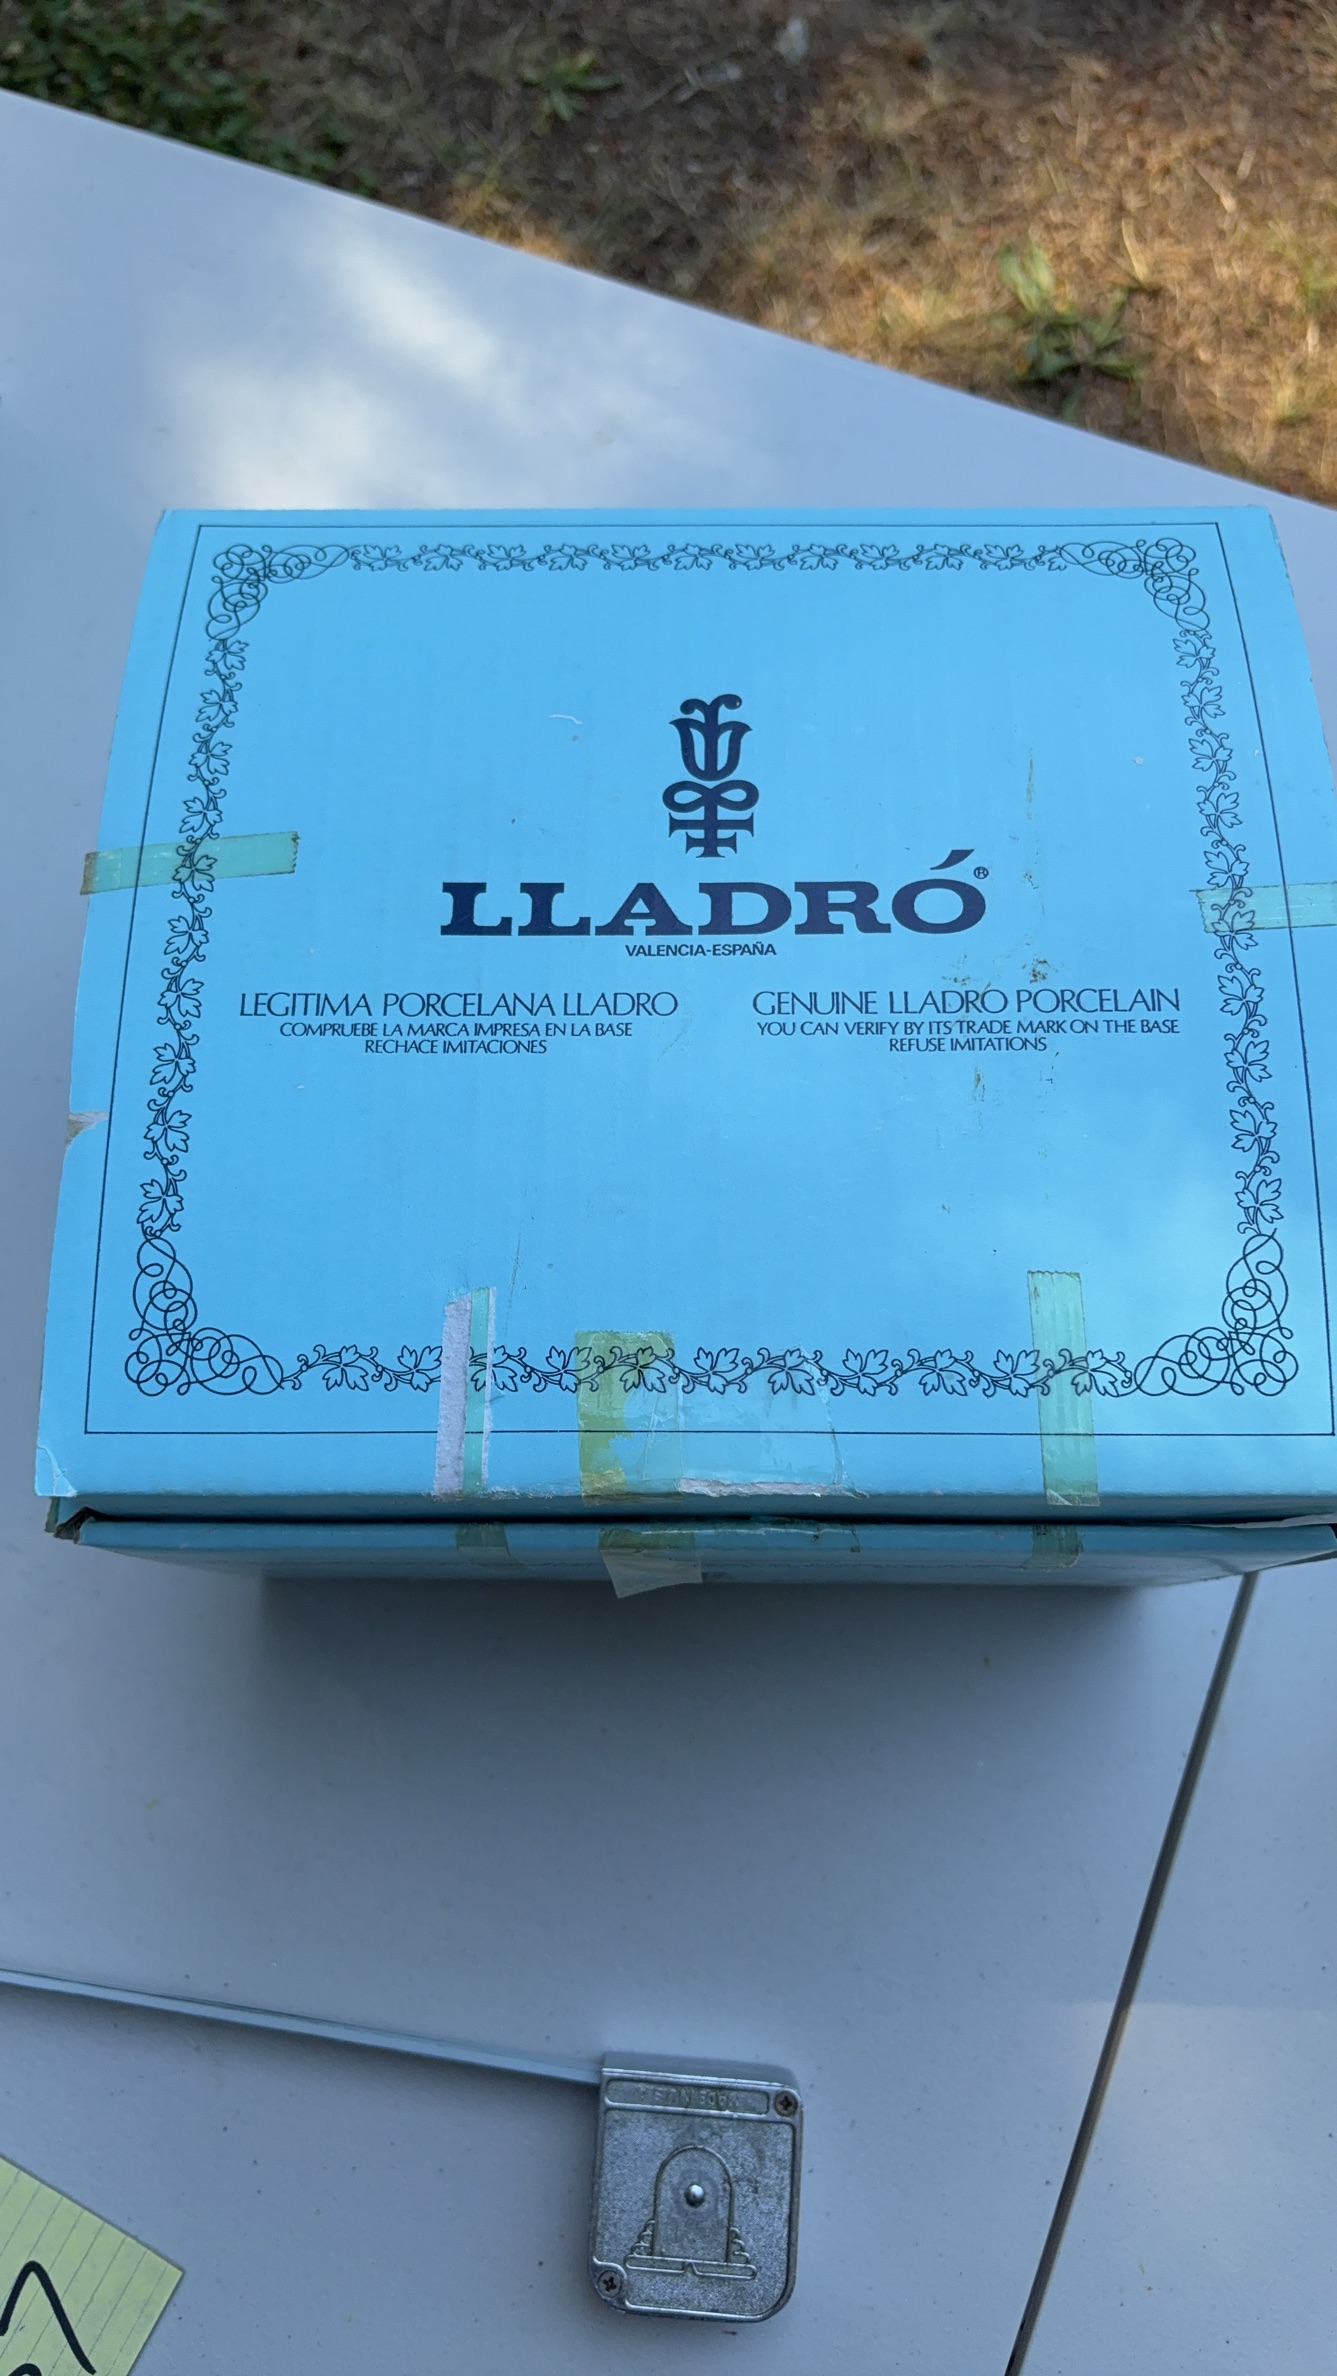 LLADRÓ®
VALENCIA-ESPAÑA
LEGITIMA PORCELANA LLADRO
COMPRUEBE LA MARCA IMPRESA EN LA BASE
RECHACE IMITACIONES
GENUINE LLADRO PORCELAIN
YOU CAN VERIFY BY ITS TRADE MARK ON THE BASE
REFUSE IMITATIONS